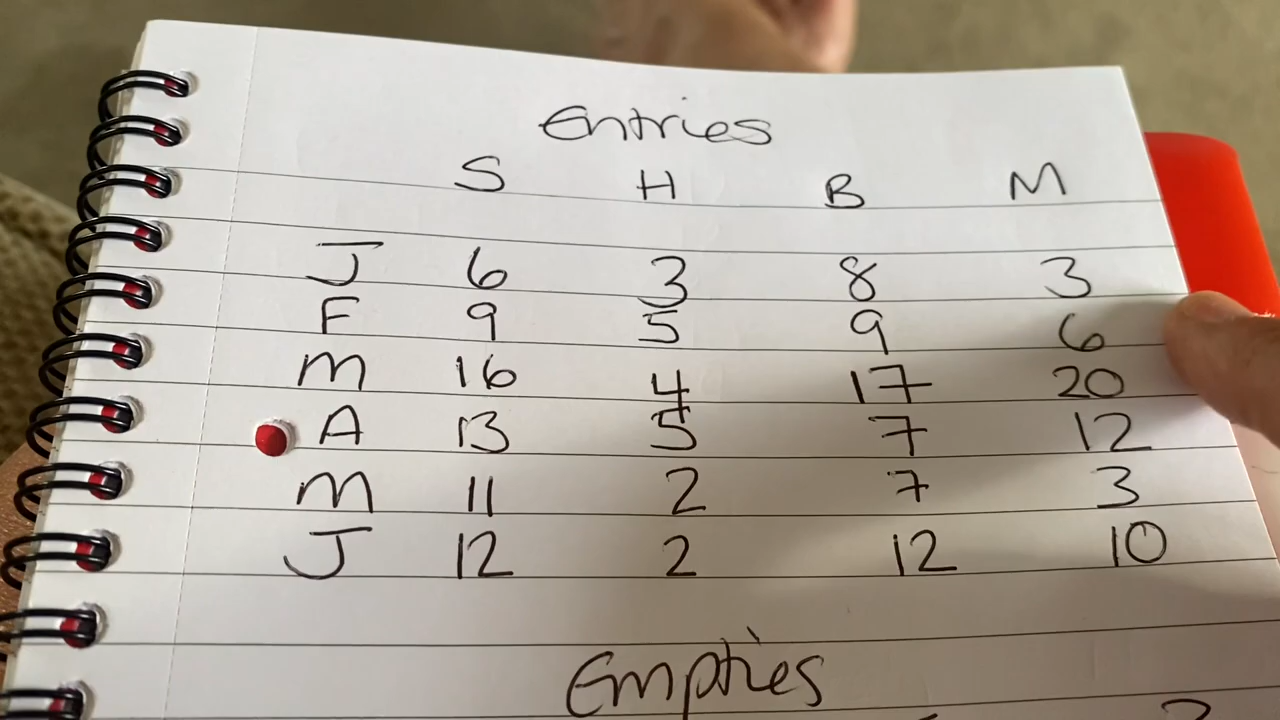 Entries
S H B M
J 6 3 8 3
F 9 5 9 6
M 16 4 17 20
A 13 5 7 12
M 11 2 7 3
J 12 2 12 10
Empties